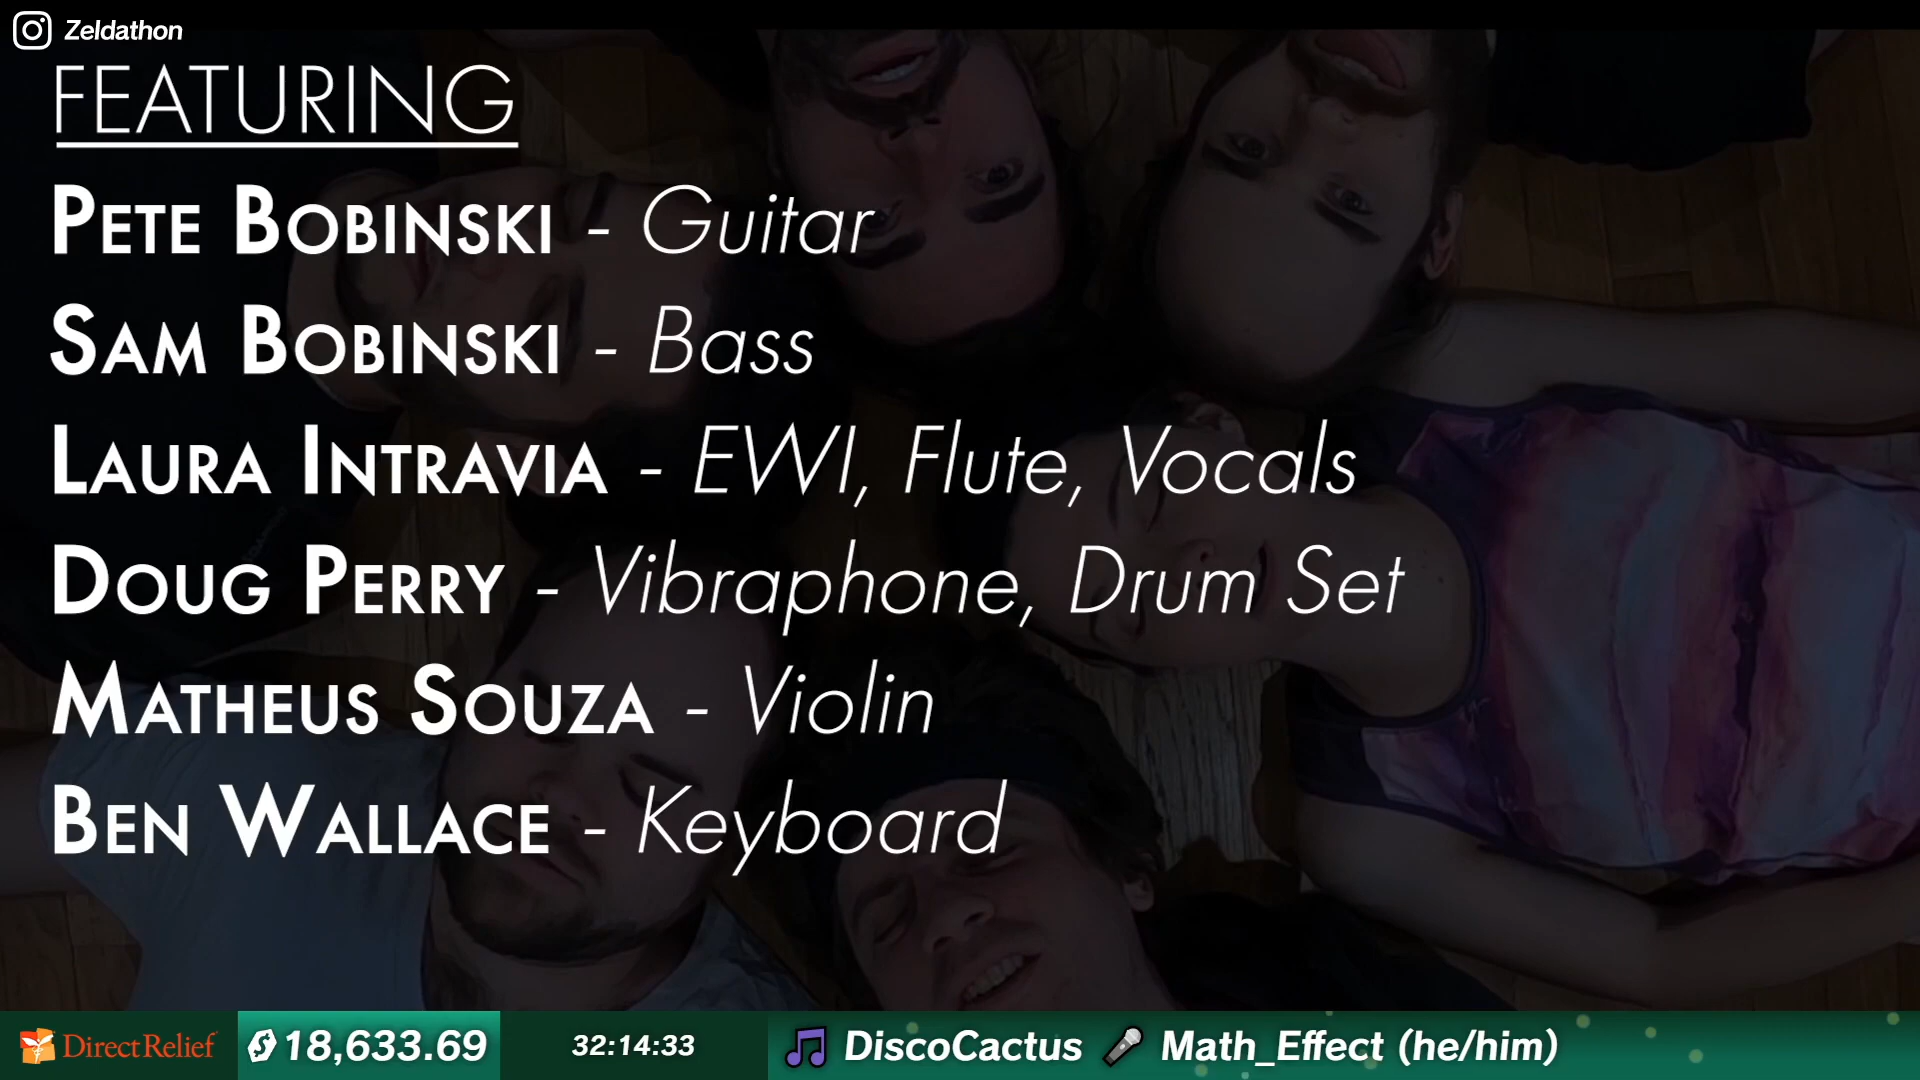 Zeldathon
FEATURING
PETE BOBINSKI - Guitar
SAM BOBINSKI - Bass
LAURA INTRAVIA - EWI, Flute, Vocals
DOUG PERRY - Vibraphone, Drum Set
MATHEUS SOUZA - Violin
BEN WALLACE - Keyboard
DirectRelief $ 18,633.69 32:14:33 DiscoCactus Math_Effect (he/him)